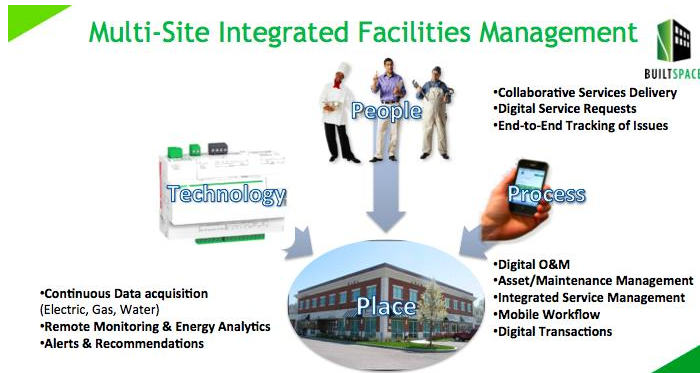 Multi-Site Integrated Facilities Management
BUILTSPACE
People
•Collaborative Services Delivery
•Digital Service Requests
•End-to-End Tracking of Issues
Technology
Process
Place
•Continuous Data acquisition
(Electric, Gas, Water)
•Remote Monitoring & Energy Analytics
•Alerts & Recommendations
•Digital O&M
•Asset/Maintenance Management
•Integrated Service Management
•Mobile Workflow
•Digital Transactions